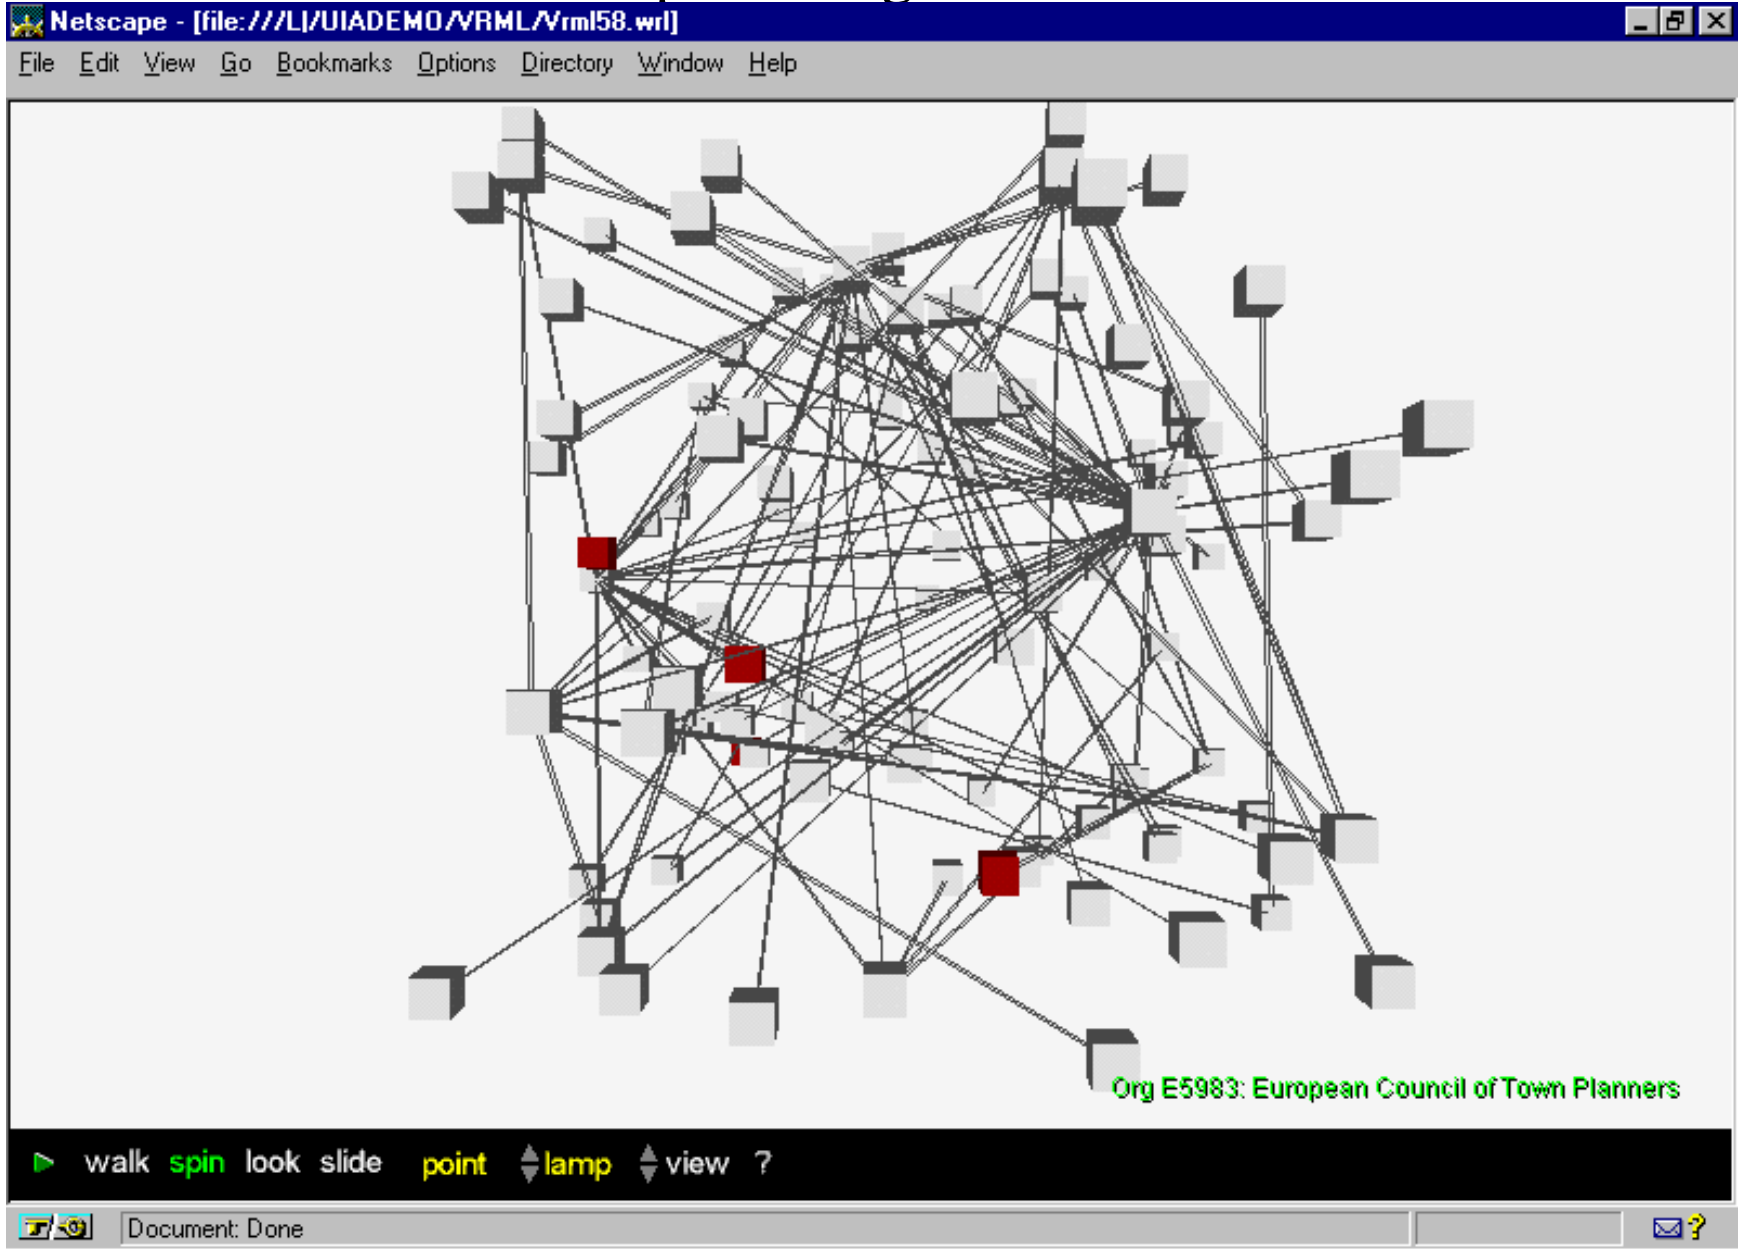 Netscape - [file:///L|/UIADEMO/VRML/Vrml58.wrl]
File Edit View Go Bookmarks Options Directory Window Help
Org E5983: European Council of Town Planners
walk spin look slide point lamp view ?
Document: Done